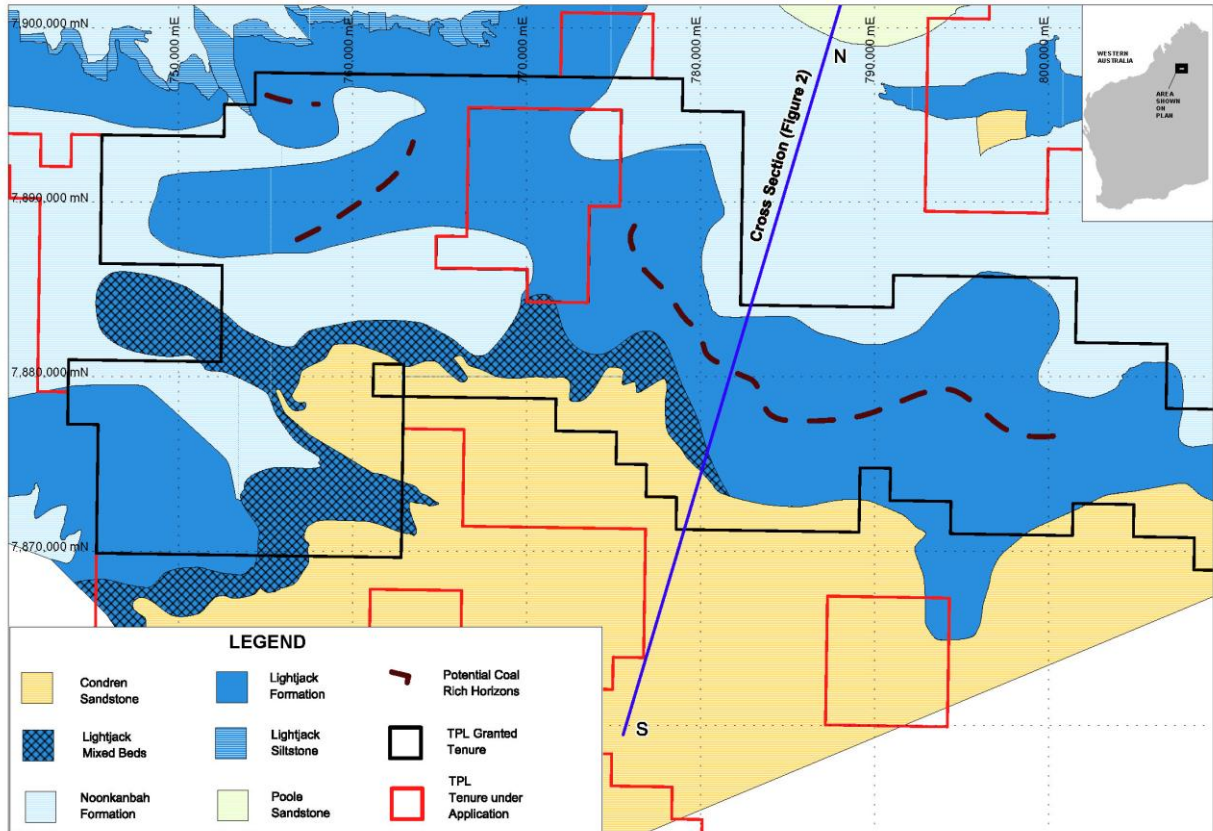 7,900,000 mN
750,000 mE
760,000 mE
770,000 mE
780,000 mE
790,000 mE
800,000 mE
N
Cross Section (Figure 2)
WESTERN
AUSTRALIA
AREA
SHOWN
ON
PLAN
7,899,000 mN
7,880,000 mN
7,870,000 mN
S
LEGEND
Condren
Sandstone
Lightjack
Formation
Potential Coal
Rich Horizons
Lightjack
Mixed Beds
Lightjack
Siltstone
TPL Granted
Tenure
Noonkanbah
Formation
Poole
Sandstone
TPL
Tenure under
Application